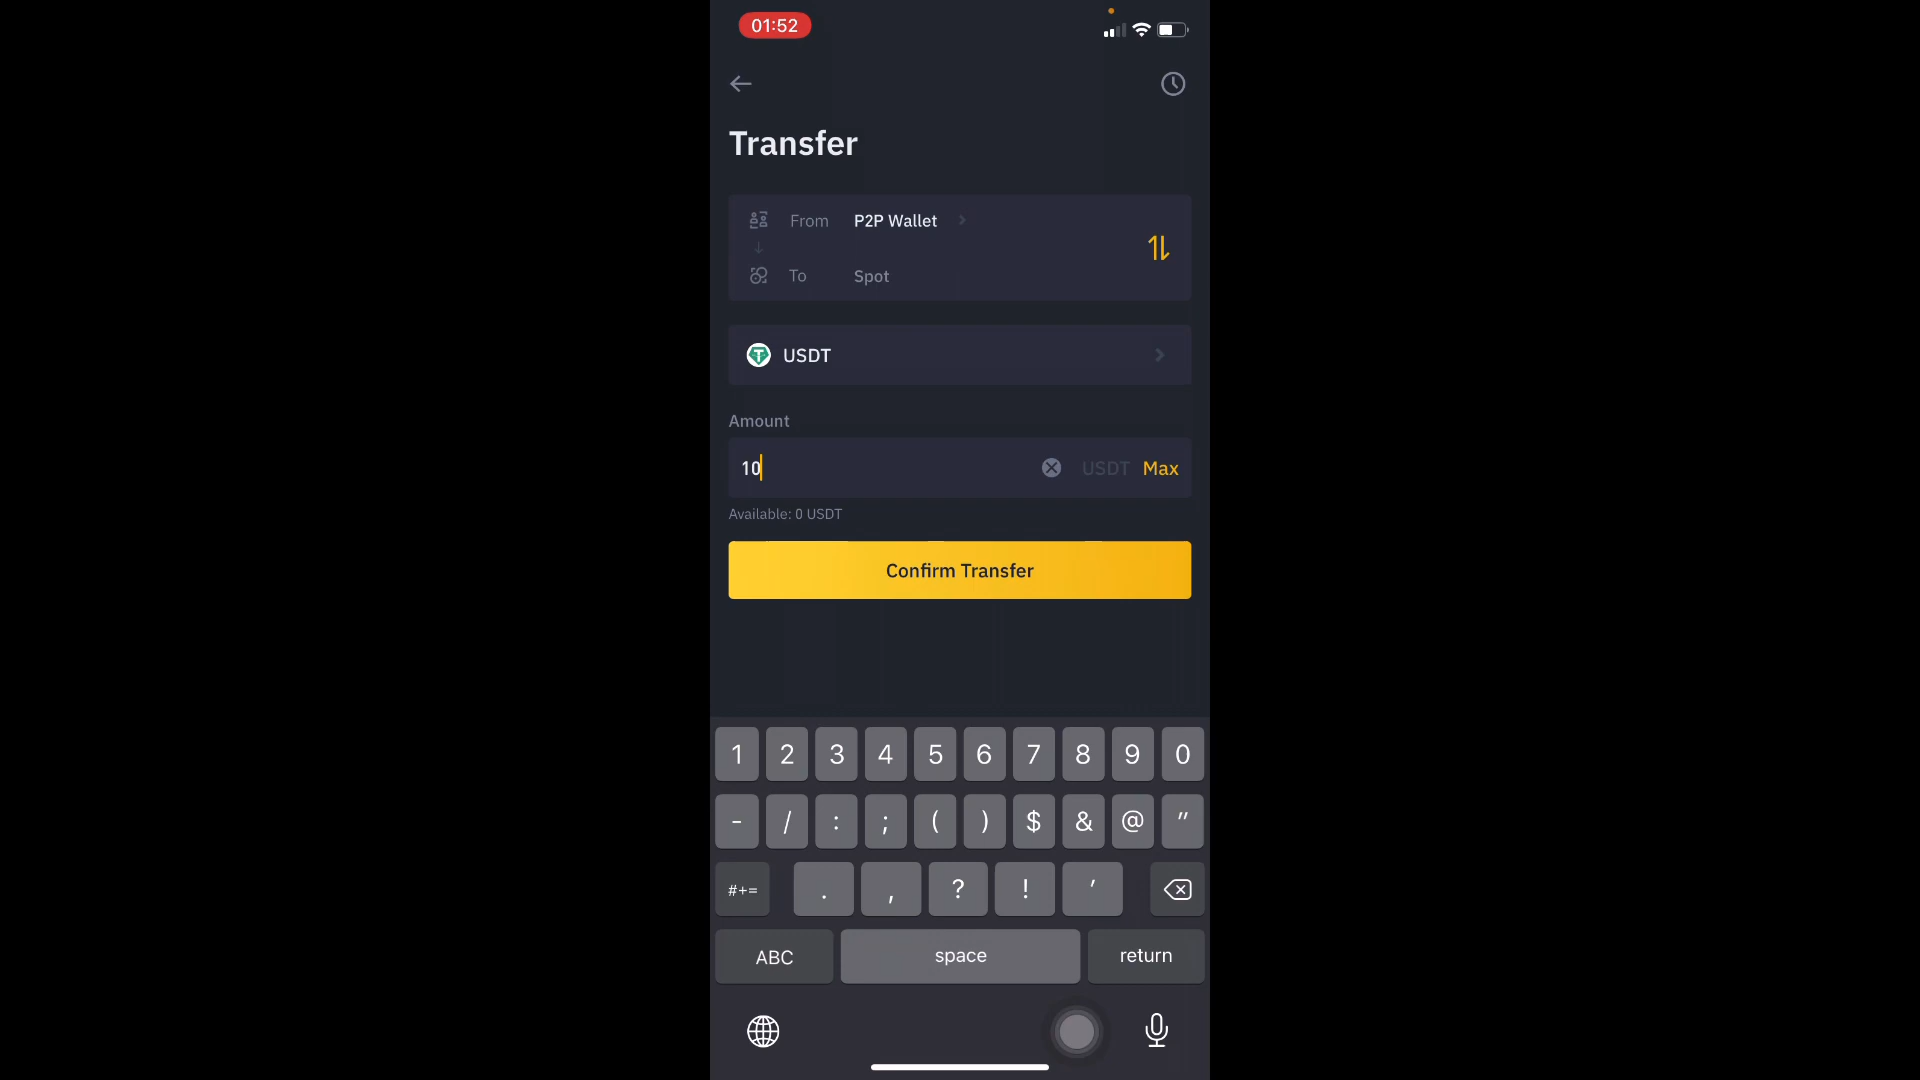 01:52
Transfer
From P2P Wallet
To Spot
USDT
Amount
10 USDT Max
Available: 0 USDT
Confirm Transfer
1 2 3 4 5 6 7 8 9 0
- / : ; ( ) $ & @ "
#+= . , ? ! '
ABC space return